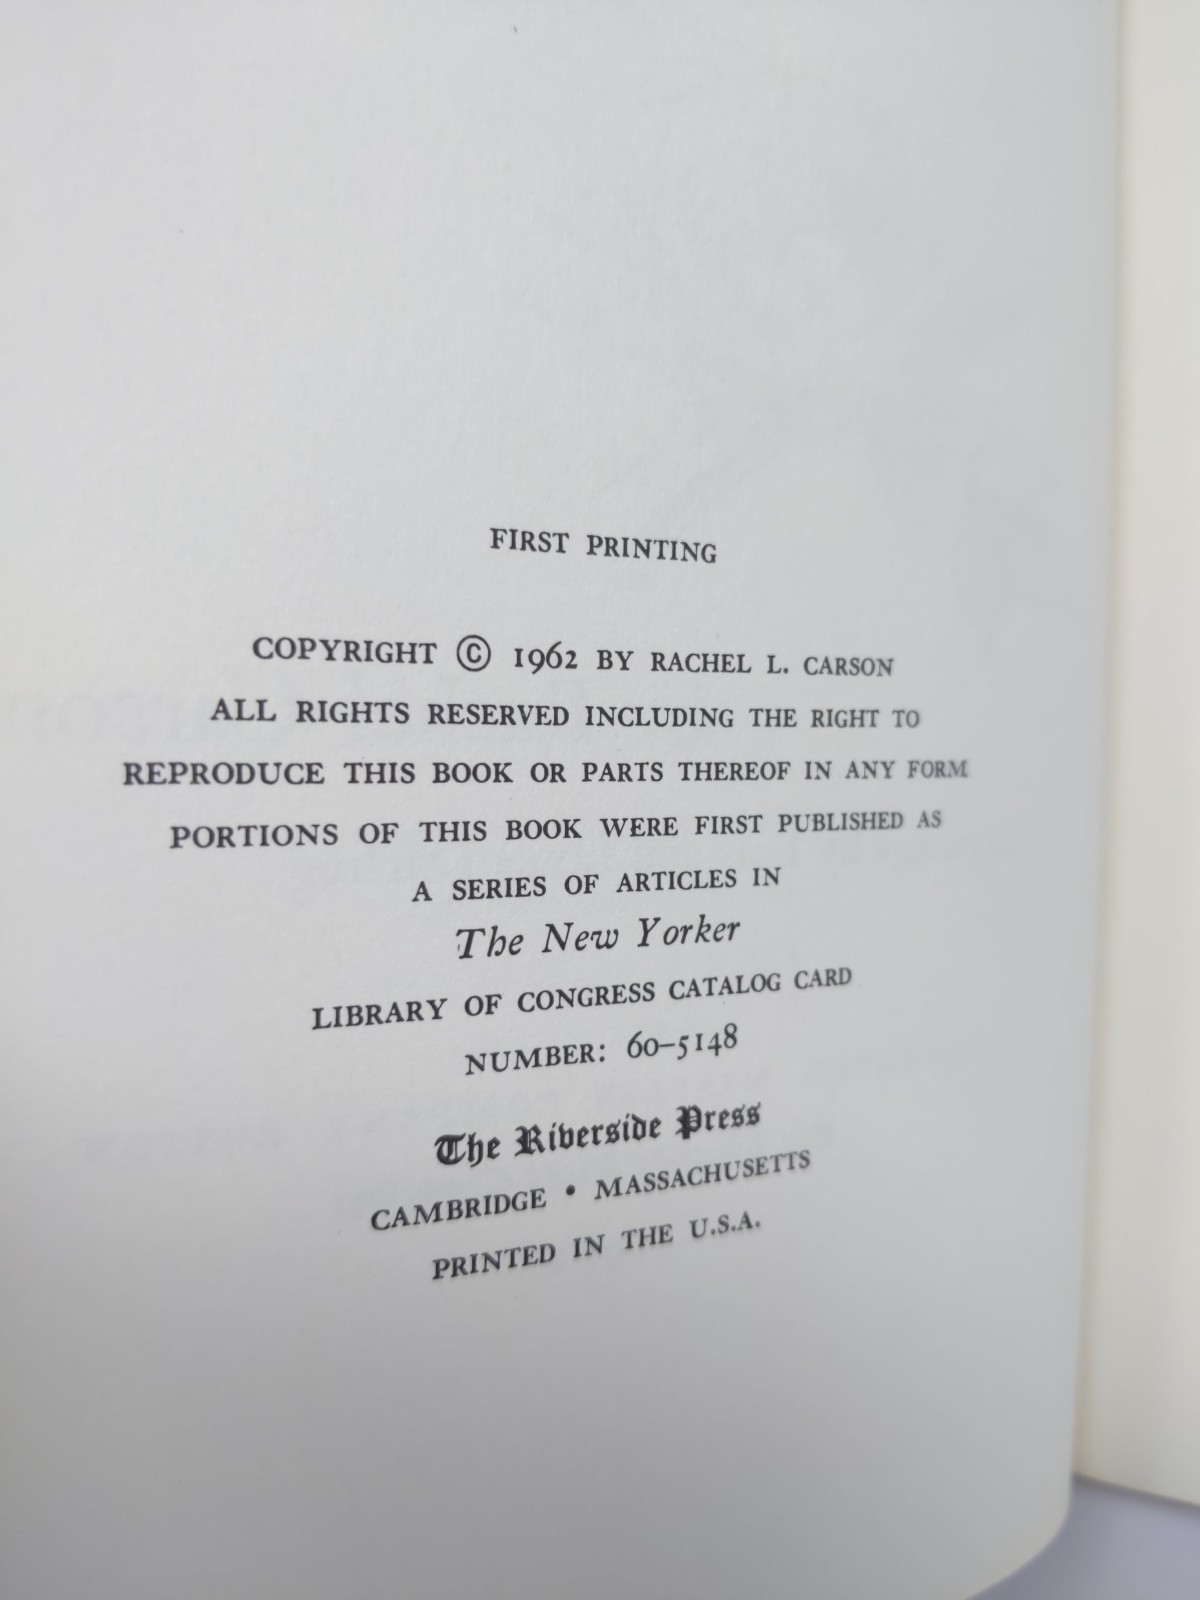 FIRST PRINTING
COPYRIGHT © 1962 BY RACHEL L. CARSON
ALL RIGHTS RESERVED INCLUDING THE RIGHT TO
REPRODUCE THIS BOOK OR PARTS THEREOF IN ANY FORM
PORTIONS OF THIS BOOK WERE FIRST PUBLISHED AS
A SERIES OF ARTICLES IN
The New Yorker
LIBRARY OF CONGRESS CATALOG CARD
NUMBER: 60–5148
The Riverside Press
CAMBRIDGE • MASSACHUSETTS
PRINTED IN THE U.S.A.